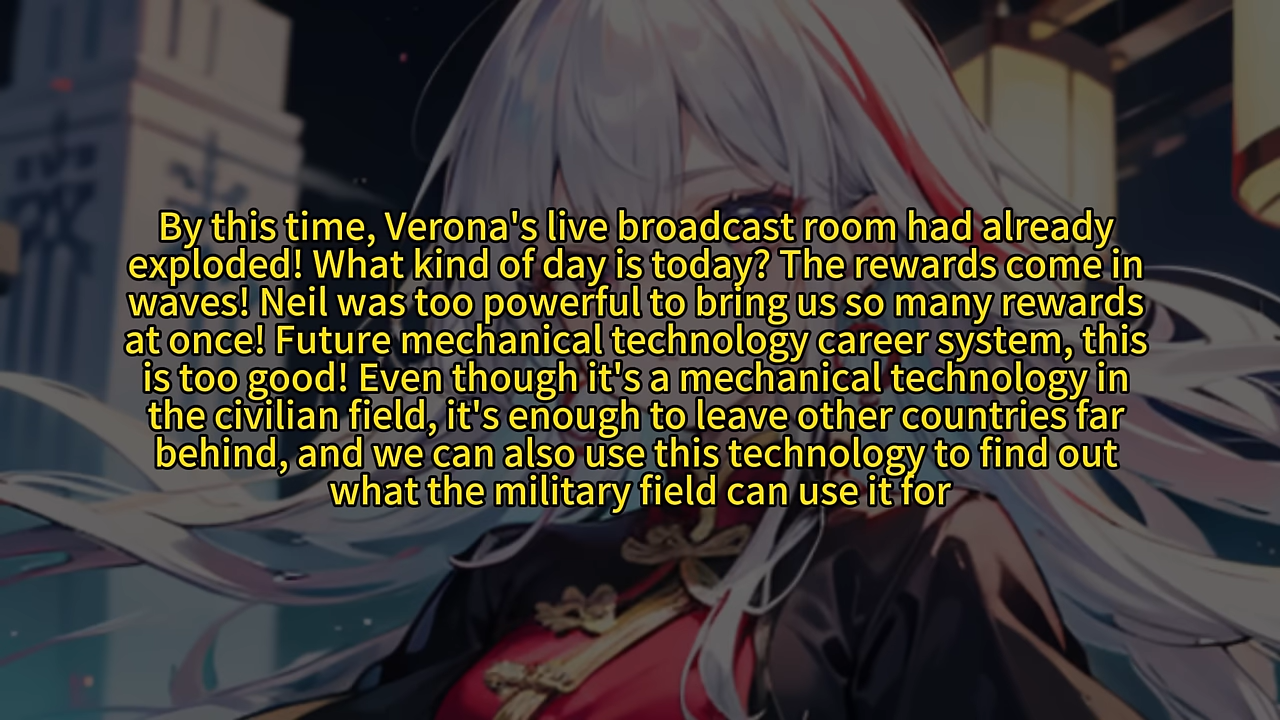 By this time, Verona's live broadcast room had already
exploded! What kind of day is today? The rewards come in
waves! Neil was too powerful to bring us so many rewards
at once! Future mechanical technology career system, this
is too good! Even though it's a mechanical technology in
the civilian field, it's enough to leave other countries far
behind, and we can also use this technology to find out
what the military field can use it for